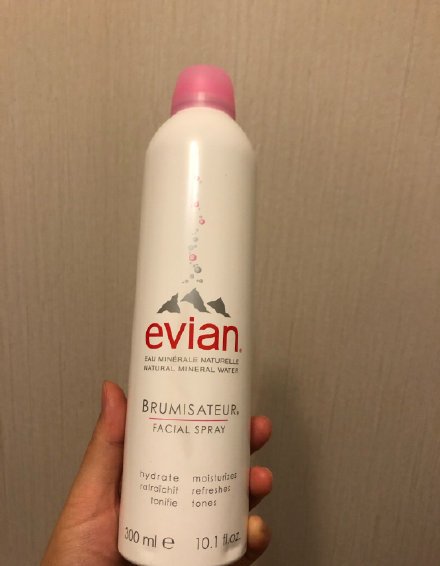 evian®
EAU MINÉRALE NATURELLE
NATURAL MINERAL WATER
BRUMISATEUR®
FACIAL SPRAY
hydrate moisturizes
rafraîchit refreshes
tonifie tones
300 ml e 10.1 fl.oz.